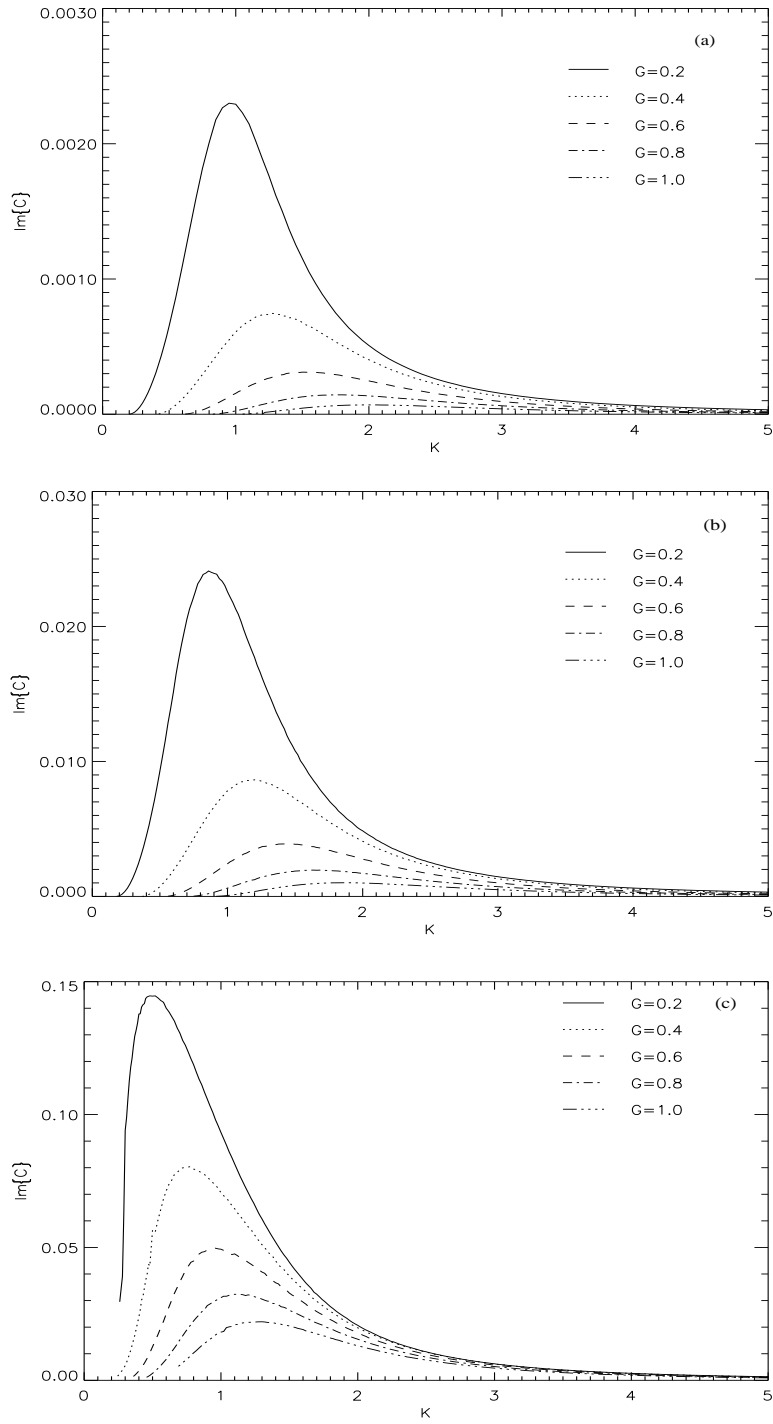 0.0030
(a)
G=0.2
G=0.4
G=0.6
G=0.8
G=1.0
0.0020
Im{C}
0.0010
0.0000
0 1 2 3 4 5
K
0.030
(b)
G=0.2
G=0.4
G=0.6
G=0.8
G=1.0
0.020
Im{C}
0.010
0.000
0 1 2 3 4 5
K
0.15
G=0.2 (c)
G=0.4
G=0.6
G=0.8
G=1.0
0.10
Im{C}
0.05
0.00
0 1 2 3 4 5
K